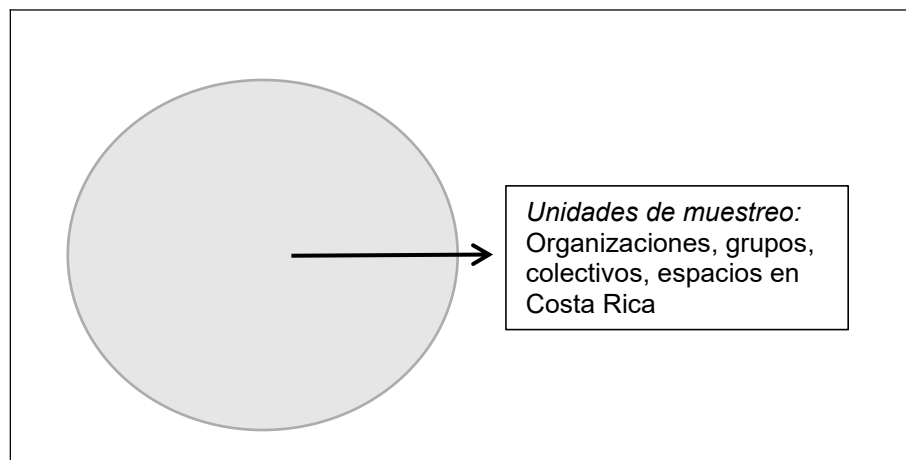 Unidades de muestreo:
Organizaciones, grupos,
colectivos, espacios en
Costa Rica